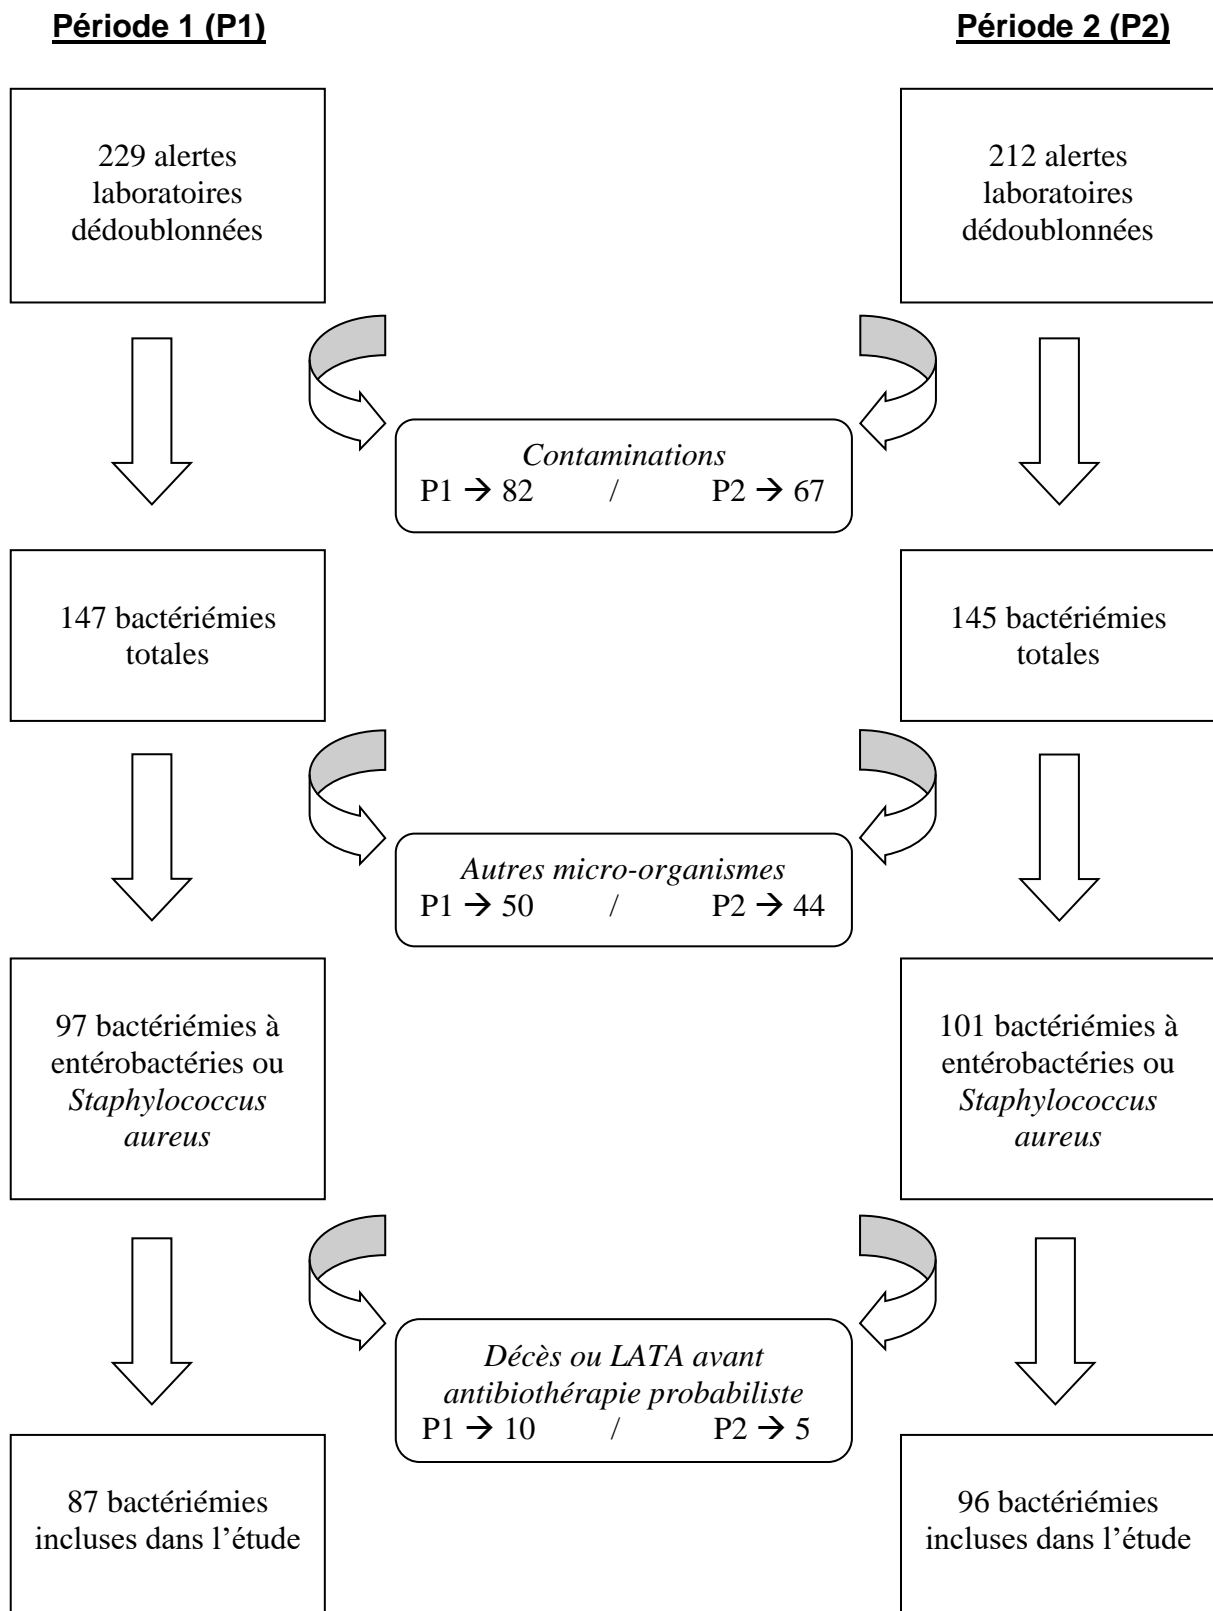 Période 1 (P1)
Période 2 (P2)
229 alertes
laboratoires
dédoublonnées
212 alertes
laboratoires
dédoublonnées
Contaminations
P1 → 82 / P2 → 67
147 bactériémies
totales
145 bactériémies
totales
Autres micro-organismes
P1 → 50 / P2 → 44
97 bactériémies à
entérobactéries ou
Staphylococcus
aureus
101 bactériémies à
entérobactéries ou
Staphylococcus
aureus
Décès ou LATA avant
antibiothérapie probabiliste
P1 → 10 / P2 → 5
87 bactériémies
incluses dans l’étude
96 bactériémies
incluses dans l’étude